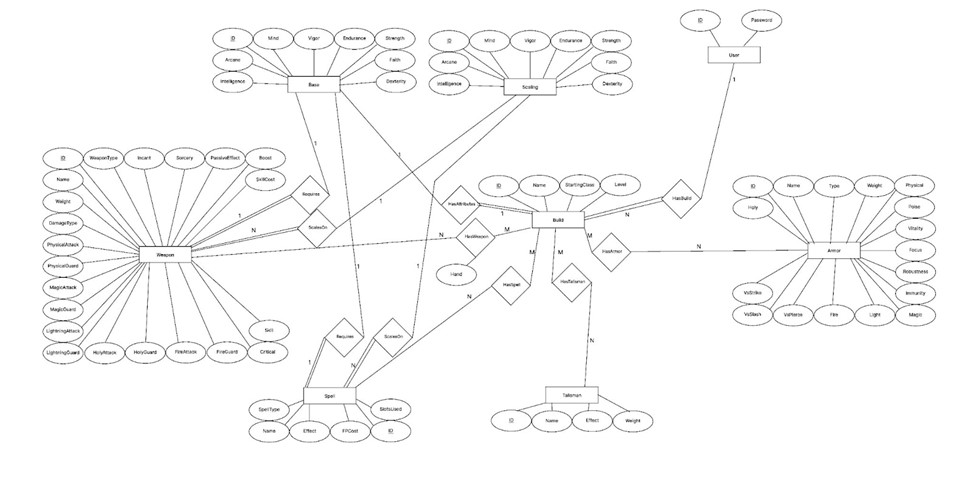 ID
Password
User
1
ID
Mind
Vigor
Endurance
Strength
Arcane
Faith
Intelligence
Dexterity
Base
ID
Mind
Vigor
Endurance
Strength
Arcane
Faith
Intelligence
Dexterity
Scaling
1
1
1
1
1
ID
WeaponType
Incant
Sorcery
PassiveEffect
Boost
Name
SkillCost
Weight
DamageType
PhysicalAttack
PhysicalGuard
MagicAttack
MagicGuard
LightningAttack
LightningGuard
HolyAttack
HolyGuard
FireAttack
FireGuard
Critical
Skill
Weapon
Requires
1
ScalesOn
N
HasAttributes
1
HasWeapon
N
M
Hand
ID
Name
StartingClass
Level
Build
HasBuild
N
HasArmor
M
N
HasSpell
M
N
HasTalisman
M
N
ID
Name
Type
Weight
Physical
Holy
Poise
Vitality
Focus
Robustness
Immunity
Magic
Light
Fire
VsPierce
VsSlash
VsStrike
Armor
Requires
1
ScalesOn
N
Spell
SpellType
Name
Effect
FPCost
ID
SkillsUsed
Talisman
ID
Name
Effect
Weight